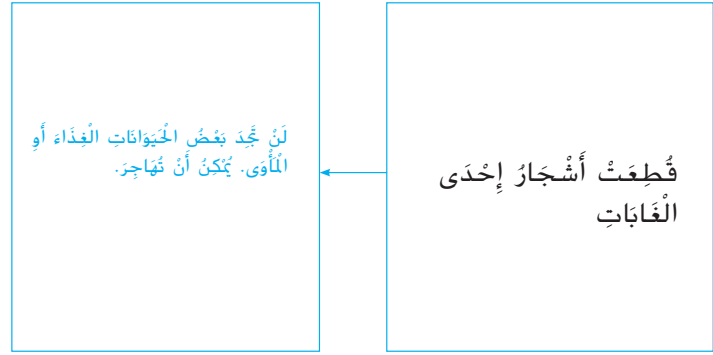 قُطِعَتْ أَشْجَارُ إِحْدَى
الْغَابَاتِ
لَنْ تَجِدَ بَعْضُ الْحَيَوَانَاتِ الْغِذَاءَ أَوِ
الْمَأْوَى. يُمْكِنُ أَنْ تُهَاجِرَ.